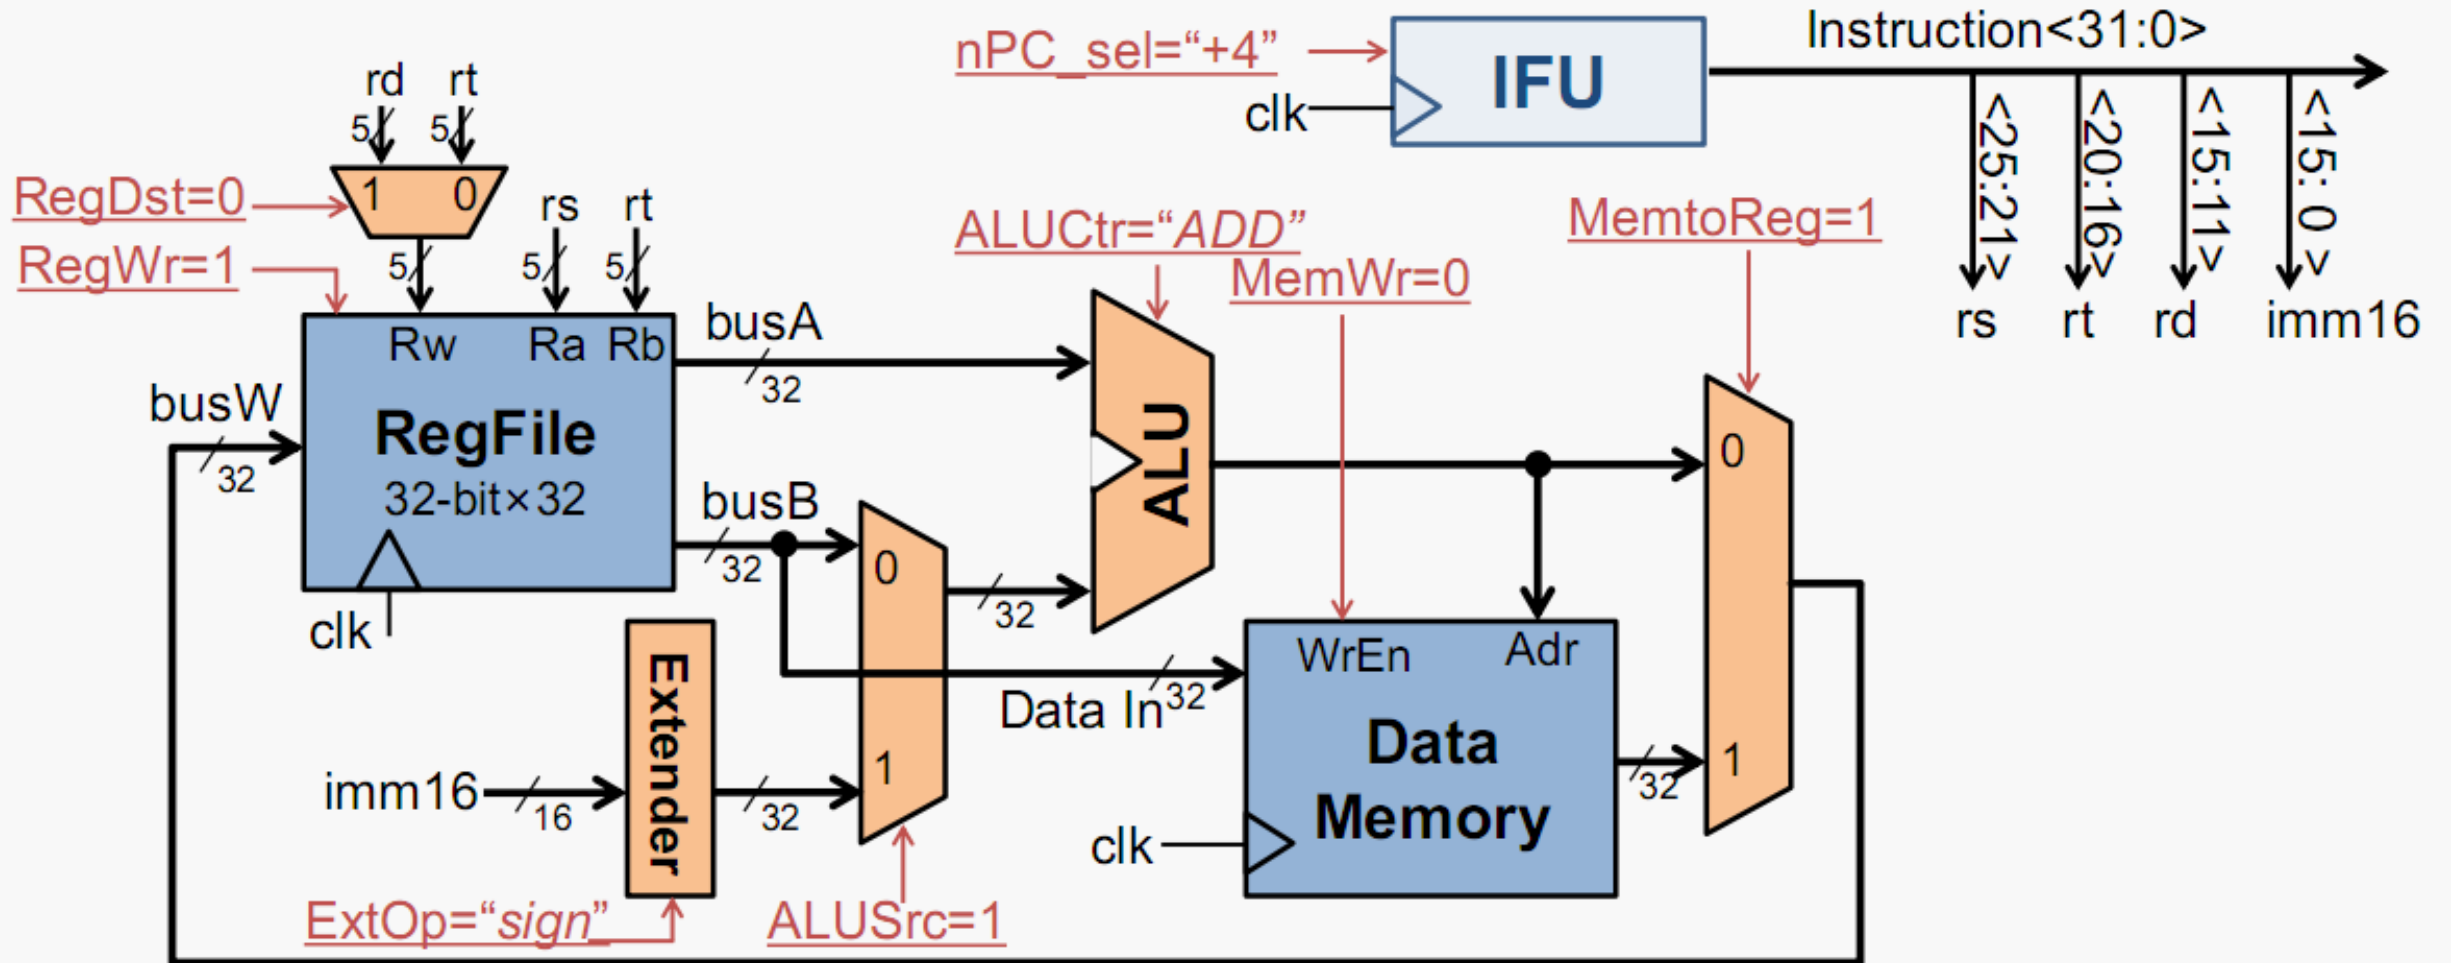 nPC_sel=“+4”
IFU
clk
Instruction<31:0>
<25:21>
<20:16>
<15:11>
<15: 0 >
rs
rt
rd
imm16
rd
rt
5
5
1
0
RegDst=0
RegWr=1
rs
rt
5
5
5
Rw
Ra
Rb
RegFile
32-bit×32
clk
busW
32
busA
32
busB
32
ALUCtr=“ADD”
MemWr=0
MemtoReg=1
ALU
0
1
32
imm16
16
Extender
32
ExtOp=“sign”
ALUSrc=1
Data In
32
WrEn
Adr
Data
Memory
clk
32
0
1